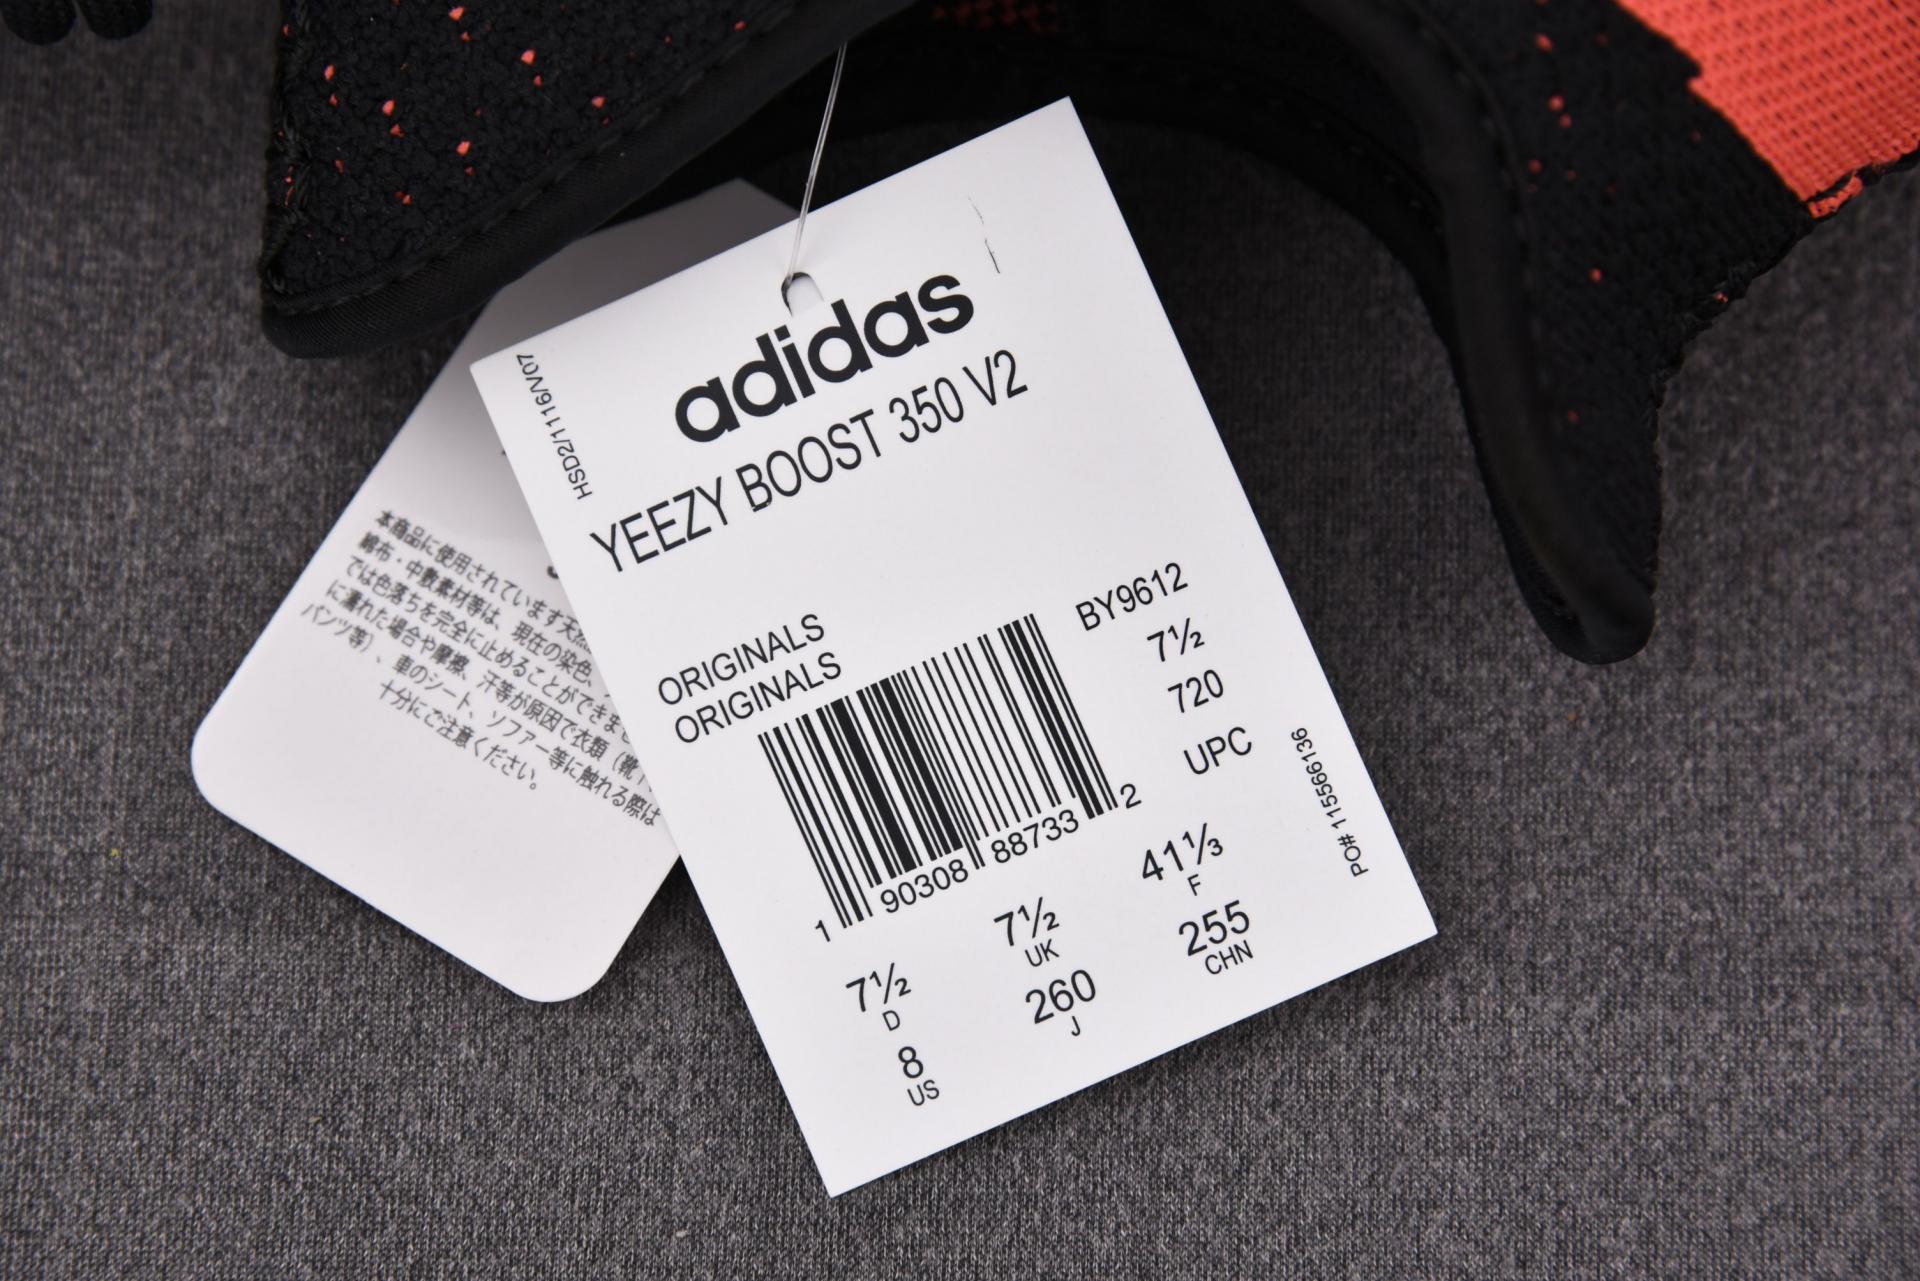 adidas
YEEZY BOOST 350 V2
HSD2/1116/V07
ORIGINALS
ORIGINALS
BY9612
7½
720
UPC
1 90308 88733 2
PO# 115566136
7½ D
7½ UK
41⅓ F
8 US
260 J
255 CHN
本商品に使用されています天然
綿布・中敷素材等は、現在の染色
では色落ちを完全に止めることができませ
に濡れた場合や摩擦、汗等が原因で衣類（靴下
パンツ等）、車のシート、ソファー等に触れる際は
十分にご注意ください。